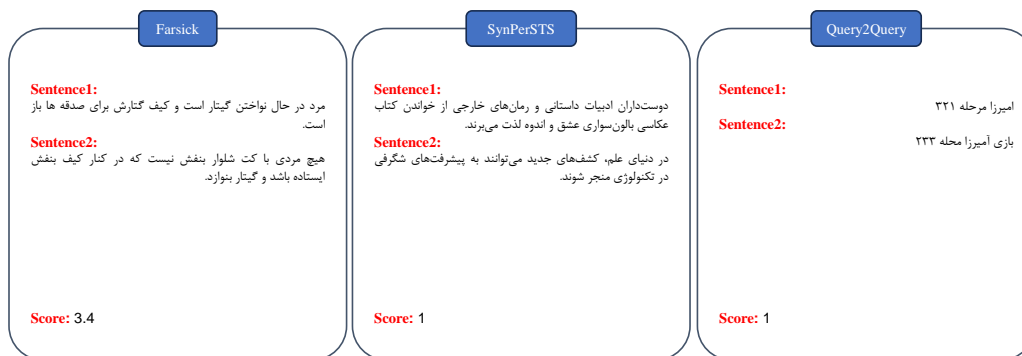 Farsick
Sentence1:
مرد در حال نواختن گیتار است و کیف گتارش برای صدقه ها باز
است.
Sentence2:
هیچ مردی با کت شلوار بنفش نیست که در کنار کیف بنفش
ایستاده باشد و گیتار بنوازد.
Score: 3.4
SynPerSTS
Sentence1:
دوست‌داران ادبیات داستانی و رمان‌های خارجی از خواندن کتاب
عکاسی بالون‌سواری عشق و اندوه لذت می‌برند.
Sentence2:
در دنیای علم، کشف‌های جدید می‌توانند به پیشرفت‌های شگرفی
در تکنولوژی منجر شوند.
Score: 1
Query2Query
Sentence1:
امیرزا مرحله ۳۲۱
Sentence2:
بازی آمیرزا محله ۲۳۳
Score: 1